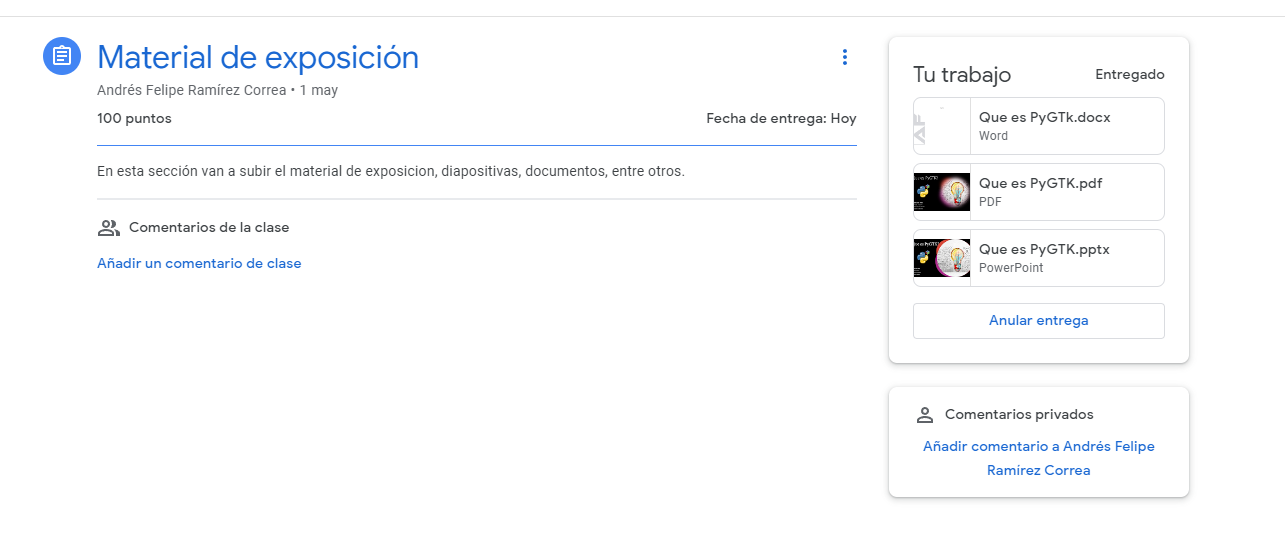 Material de exposición
Andrés Felipe Ramírez Correa • 1 may
100 puntos
Fecha de entrega: Hoy
En esta sección van a subir el material de exposicion, diapositivas, documentos, entre otros.
Comentarios de la clase
Añadir un comentario de clase
Tu trabajo
Entregado
Que es PyGTk.docx
Word
Que es PyGTK.pdf
PDF
Que es PyGTK.pptx
PowerPoint
Anular entrega
Comentarios privados
Añadir comentario a Andrés Felipe
Ramírez Correa